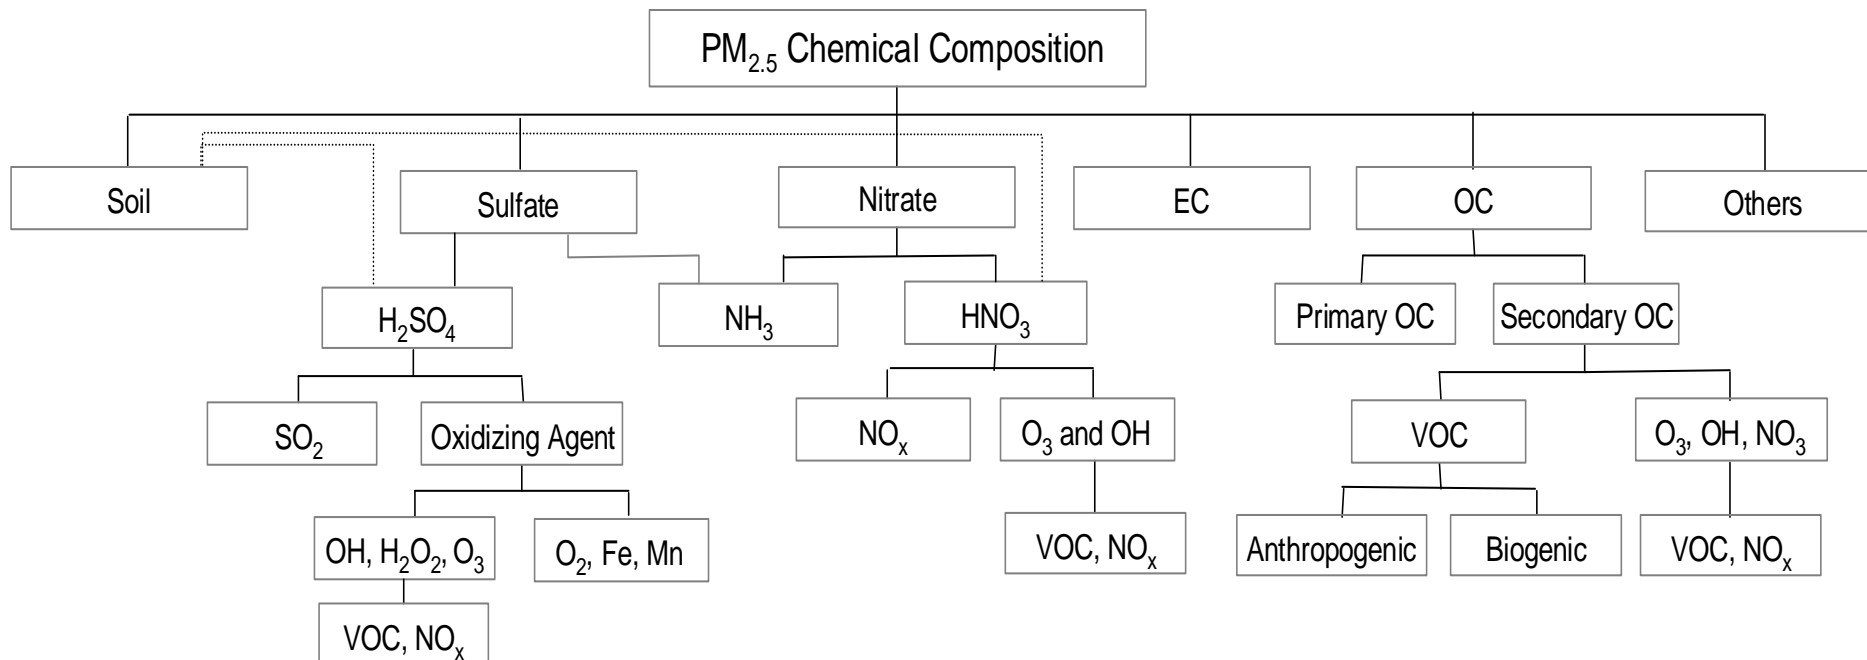 PM2.5 Chemical Composition
Soil
Sulfate
Nitrate
EC
OC
Others
H2SO4
NH3
HNO3
Primary OC
Secondary OC
SO2
Oxidizing Agent
NOx
O3 and OH
VOC
O3, OH, NO3
OH, H2O2, O3
O2, Fe, Mn
VOC, NOx
Anthropogenic
Biogenic
VOC, NOx
VOC, NOx